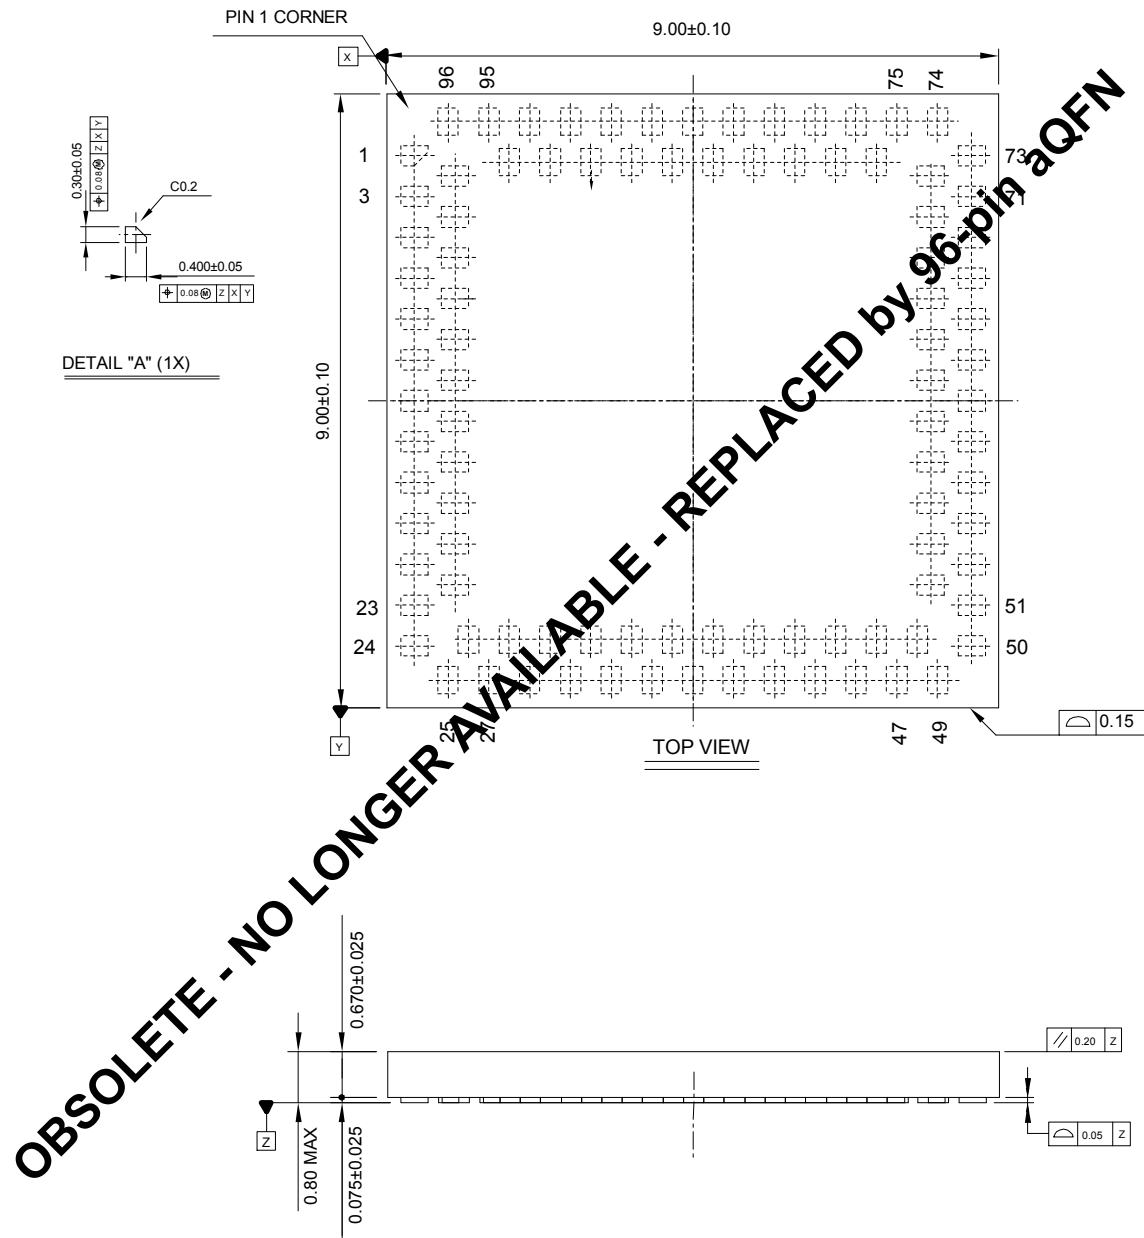 PIN 1 CORNER
9.00±0.10
X
96
95
75
74
1
3
73
71
0.30±0.05
0.08 Ⓜ Z X Y
C0.2
0.400±0.05
0.08 Ⓜ Z X Y
DETAIL "A" (1X)
9.00±0.10
23
24
51
50
25
27
47
49
Y
TOP VIEW
0.15
OBSOLETE - NO LONGER AVAILABLE - REPLACED by 96-pin aQFN
0.670±0.025
0.20 Z
Z
0.80 MAX
0.075±0.025
0.05 Z